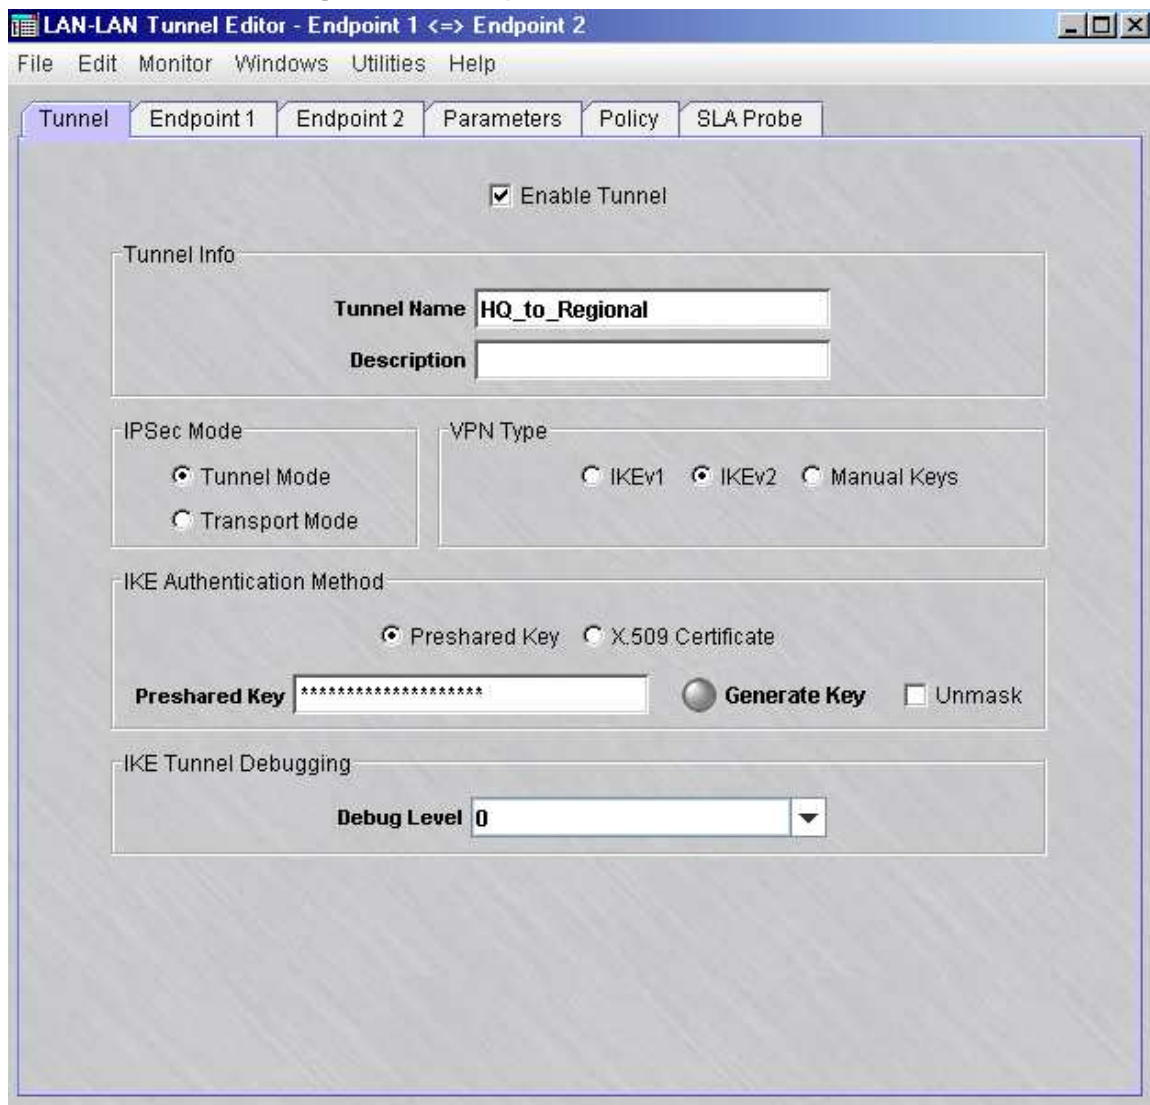 LAN-LAN Tunnel Editor - Endpoint 1 <=> Endpoint 2
File Edit Monitor Windows Utilities Help
Tunnel Endpoint 1 Endpoint 2 Parameters Policy SLA Probe
Enable Tunnel
Tunnel Info
Tunnel Name HQ_to_Regional
Description
IPSec Mode VPN Type
Tunnel Mode IKEv1 IKEv2 Manual Keys
Transport Mode
IKE Authentication Method
Preshared Key X.509 Certificate
Preshared Key ******************** Generate Key Unmask
IKE Tunnel Debugging
Debug Level 0